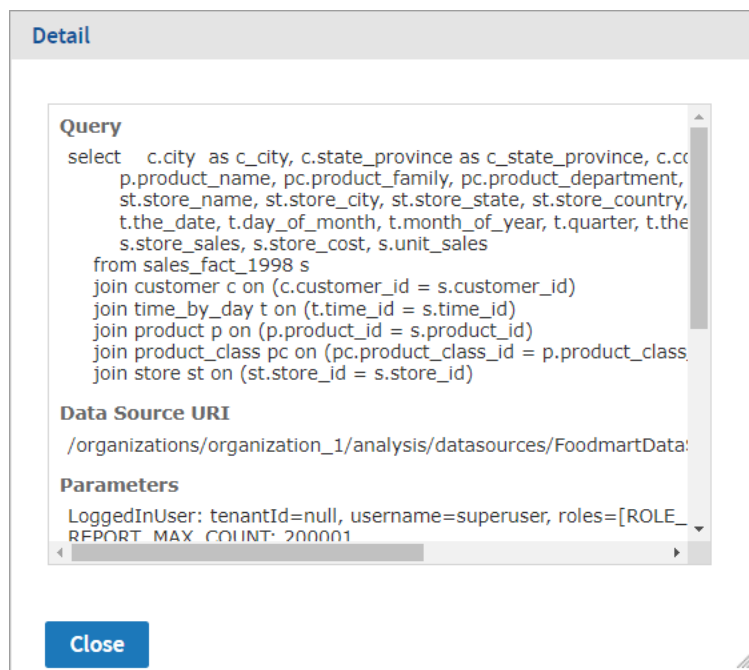 Detail
Query
select c.city as c_city, c.state_province as c_state_province,
p.product_name, pc.product_family, pc.product_department,
st.store_name, st.store_city, st.store_state, st.store_country,
t.the_date, t.day_of_month, t.month_of_year, t.quarter,
s.store_sales, s.store_cost, s.unit_sales
from sales_fact_1998 s
join customer c on (c.customer_id = s.customer_id)
join time_by_day t on (t.time_id = s.time_id)
join product p on (p.product_id = s.product_id)
join product_class pc on (pc.product_class_id = p.product_class_
join store st on (st.store_id = s.store_id)
Data Source URI
/organizations/organization_1/analysis/datasources/FoodmartData
Parameters
LoggedInUser: tenantId=null, username=superuser, roles=[ROLE_
REPORT_MAX_COUNT: 200001
Close